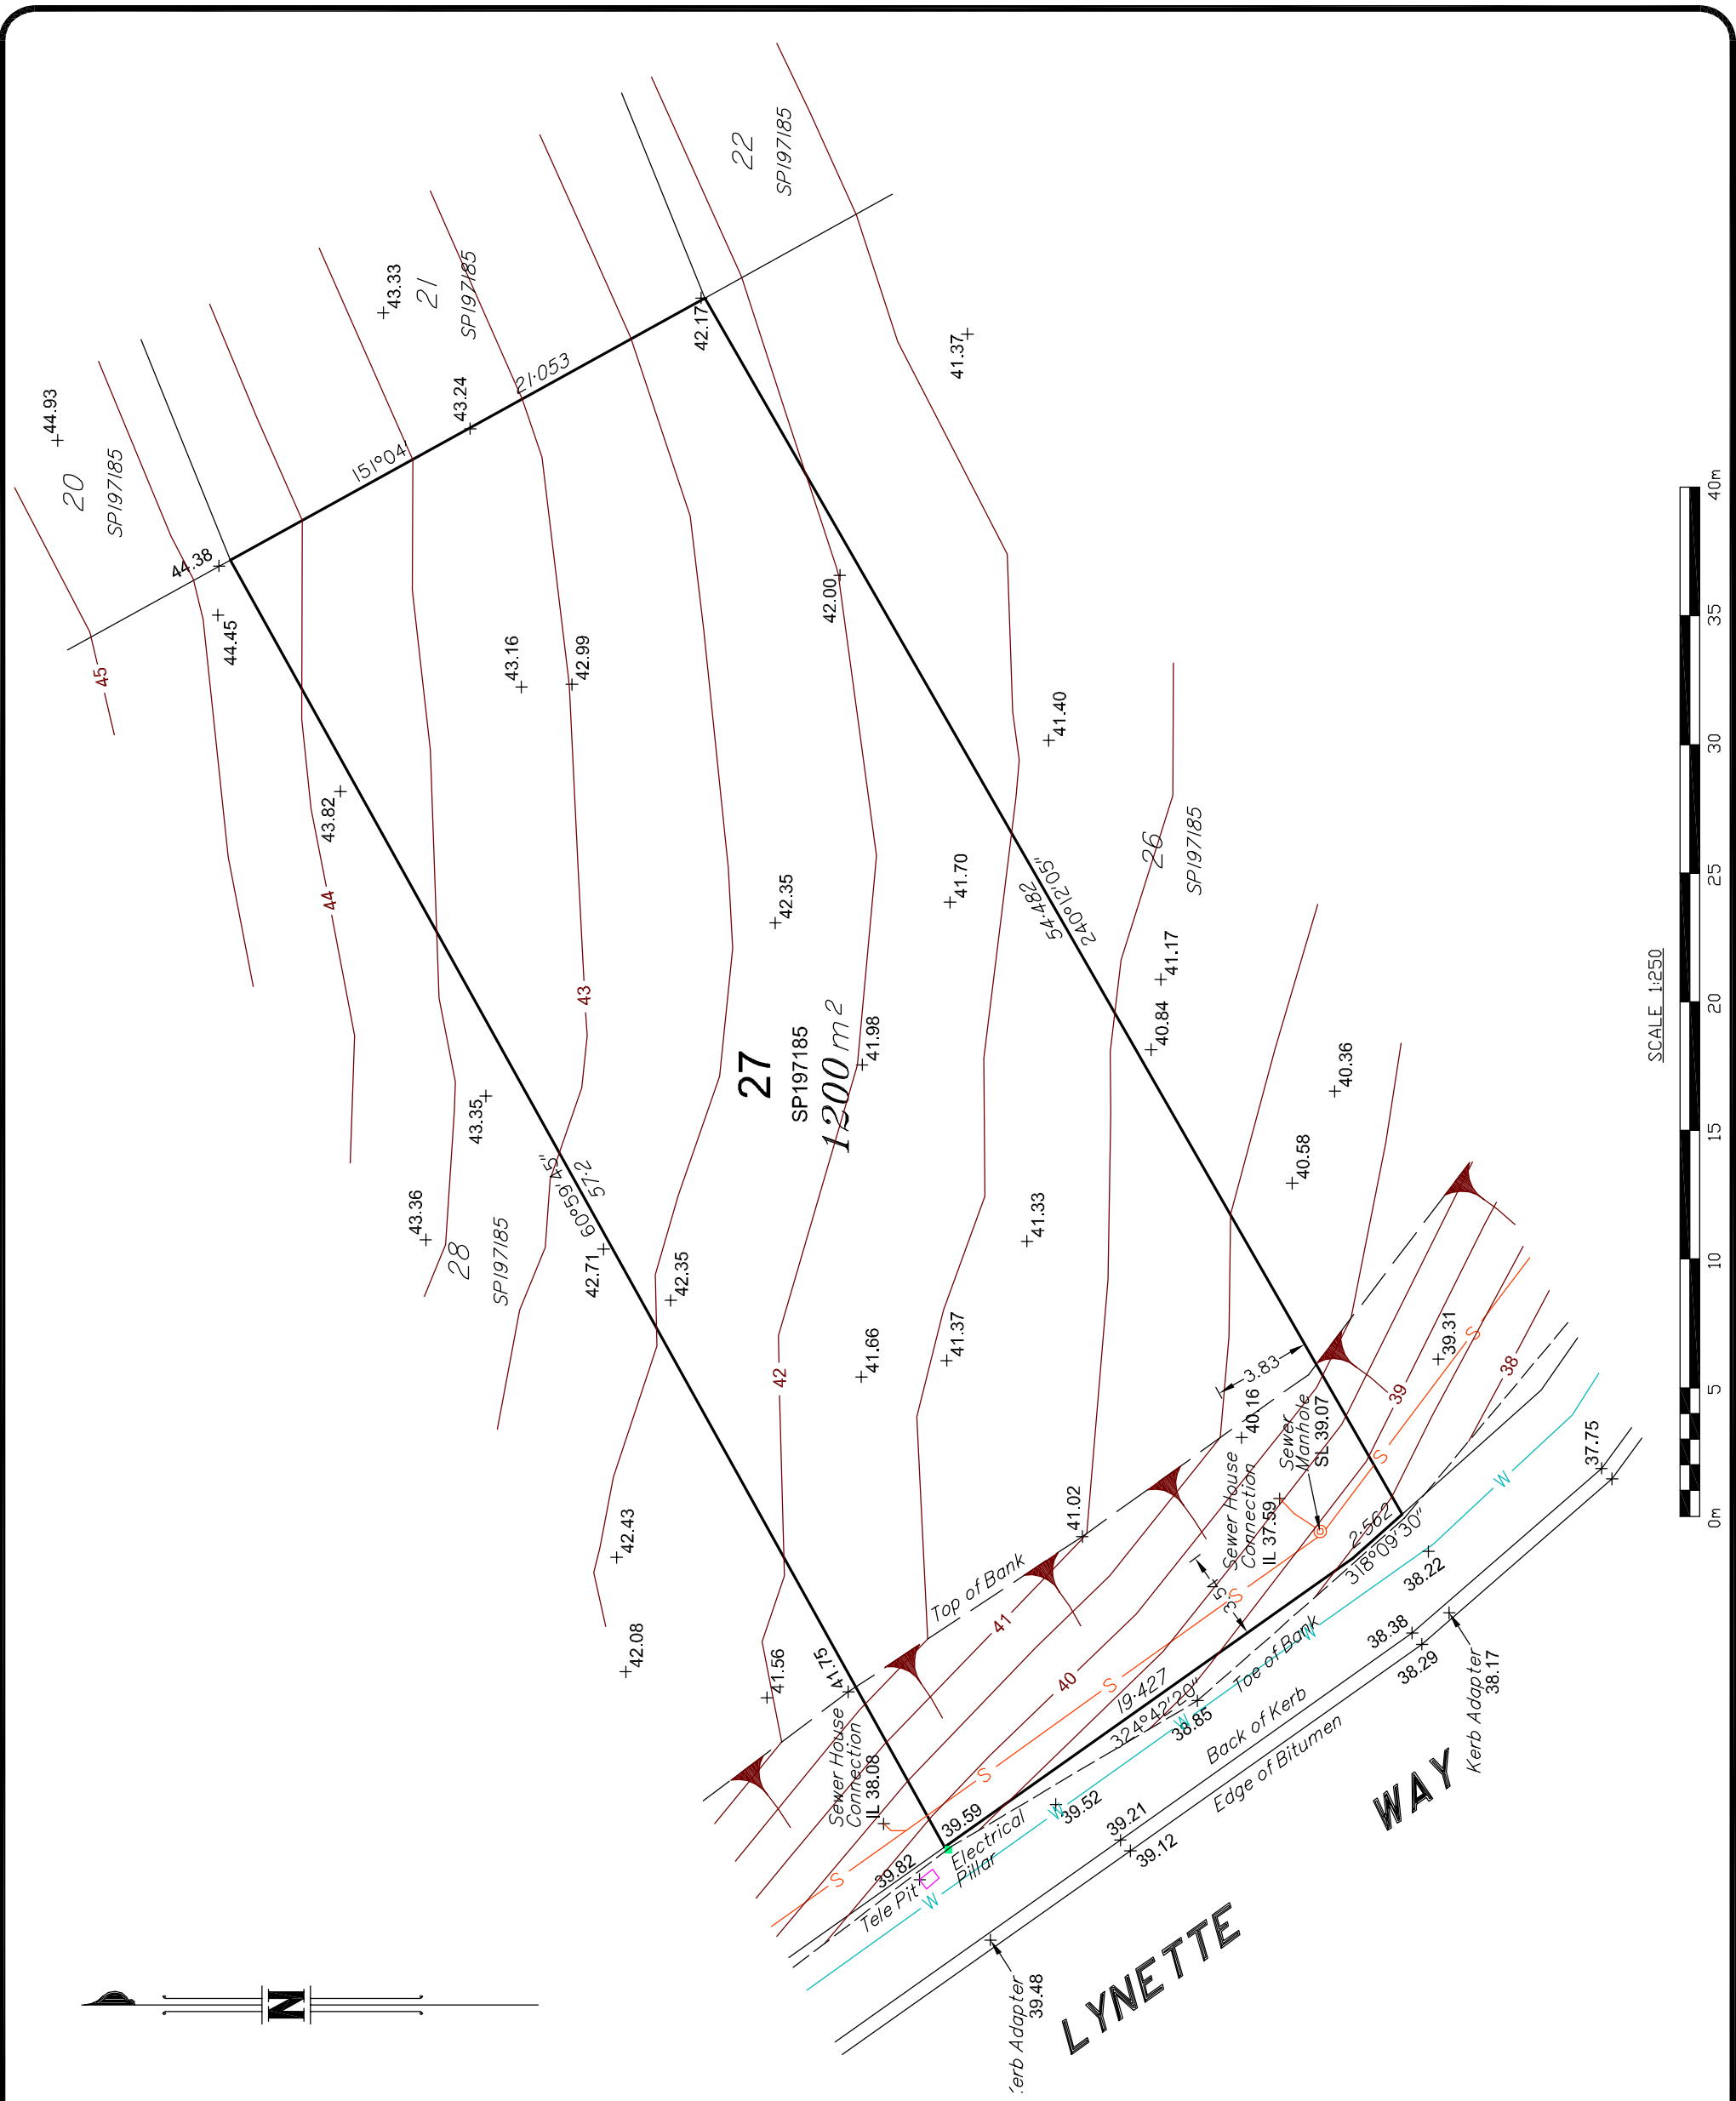 20
SP197185
44.93
45
44.38
44.45
151°04'
21·053
43.24
43.33
21
SP197185
22
SP197185
42.17
41.37
43.16
42.99
42.00
41.40
43.82
44
42.35
41.70
54·482
240°12'05"
26
SP197185
41.17
40.84
43
27
SP197185
1200 m²
41.98
43.35
43.36
28
SP197185
60°59'45"
57·2
42.71
42.35
40.36
40.58
41.33
41.37
41.66
42
42.43
42.08
41.56
41.75
41.02
40.16
3.83
3.54
Top of Bank
Sewer House
Connection
IL 37.59
Sewer
Manhole
SL 39.07
39.31
39
38
41
40
S
S
S
S
S
S
Sewer House
Connection
IL 38.08
39.59
39.82
Tele Pit
Electrical
Pillar
19·427
324°42'20"
2·562
318°09'30"
Toe of Bank
38.85
39.52
W
W
W
W
W
38.22
38.38
38.29
37.75
Kerb Adapter
38.17
Back of Kerb
Edge of Bitumen
39.21
39.12
erb Adapter
39.48
LYNETTE WAY
N
SCALE 1:250
0m 5 10 15 20 25 30 35 40m